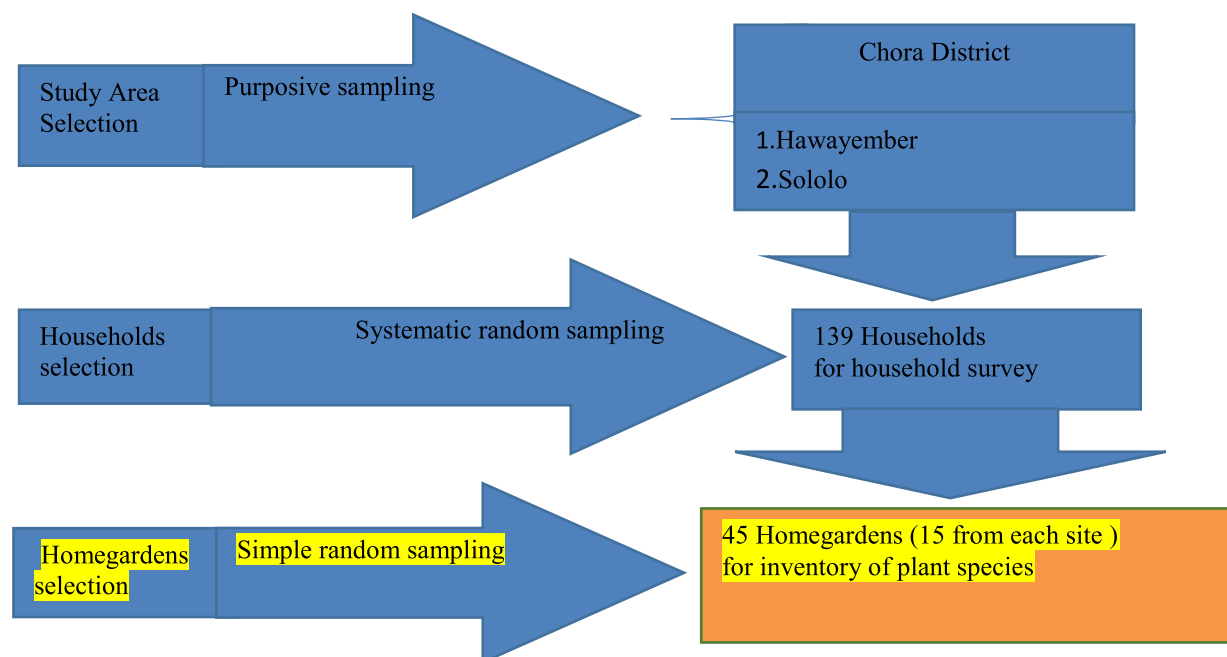 Study Area
Selection
Purposive sampling
Chora District
1.Hawayember
2.Sololo
Households
selection
Systematic random sampling
139 Households
for household survey
Homegardens
selection
Simple random sampling
45 Homegardens (15 from each site )
for inventory of plant species